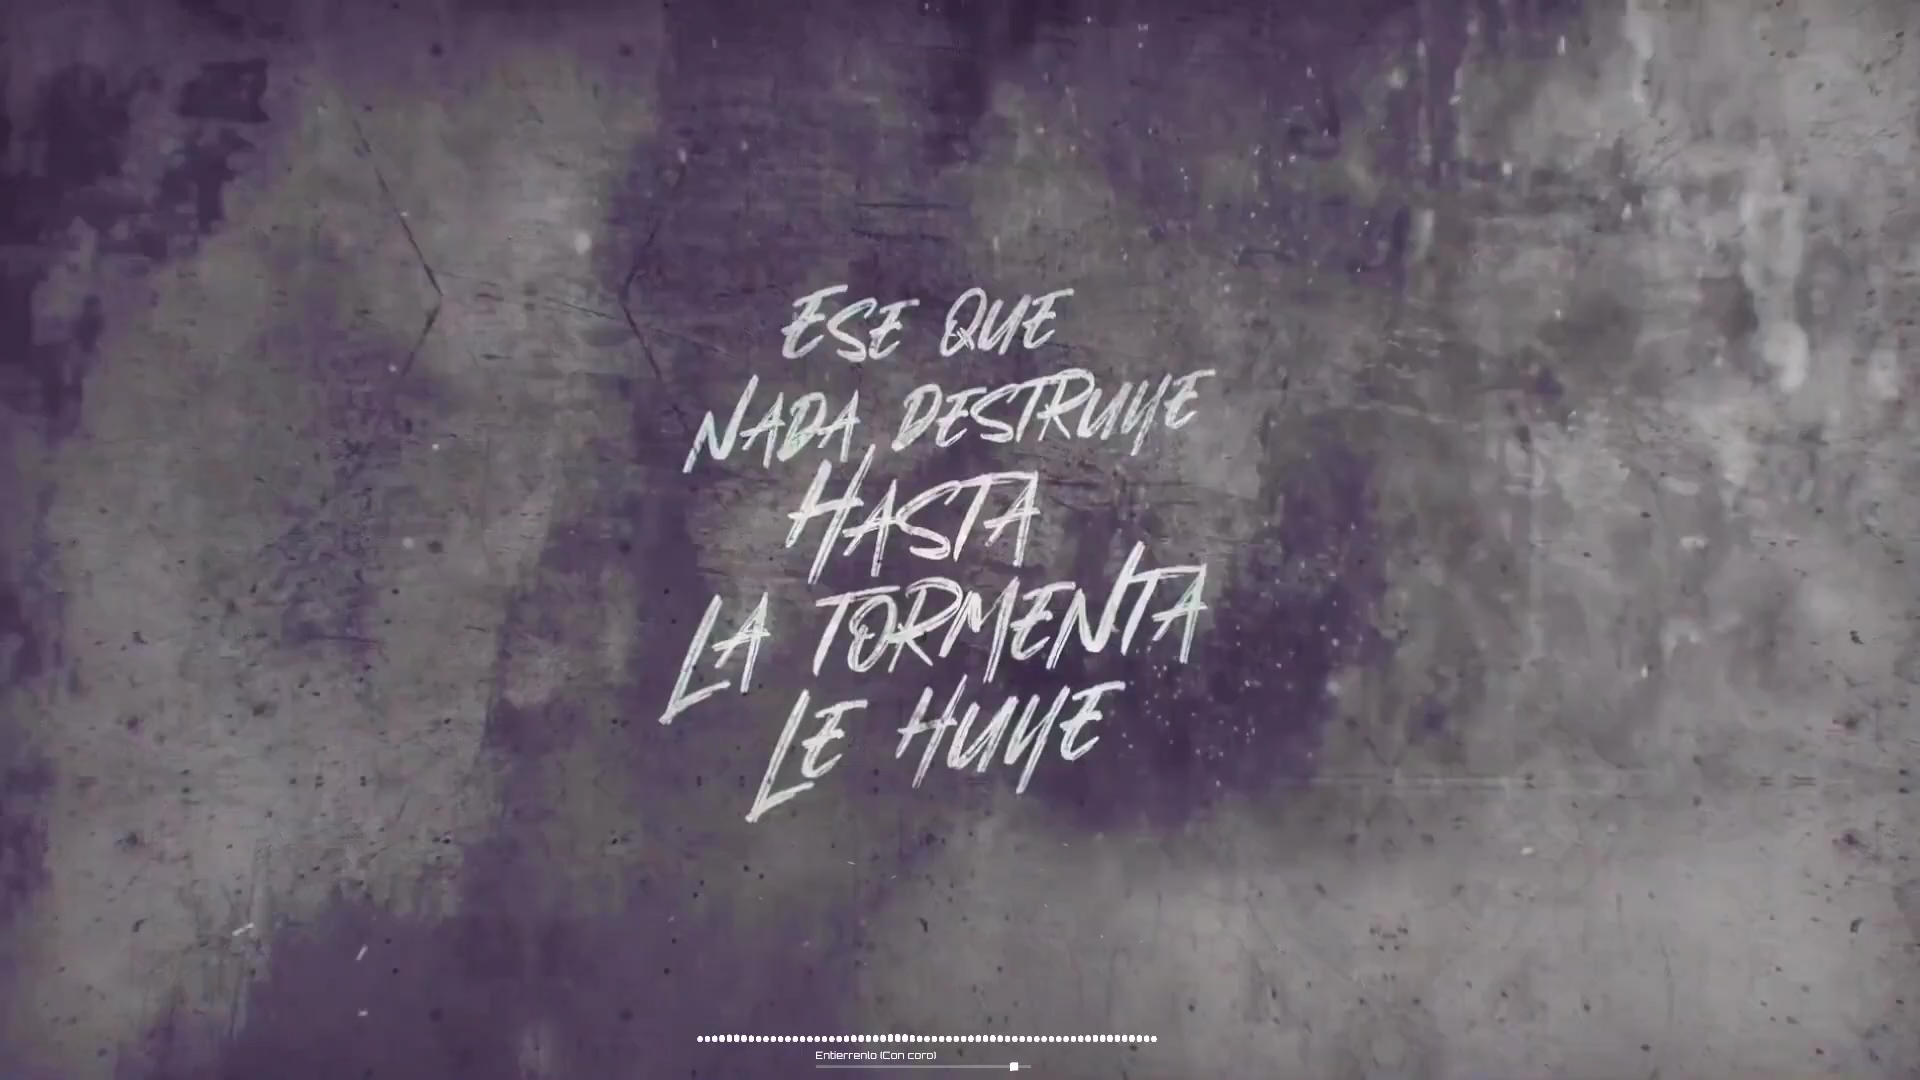 Ese que
Nada destruye
Hasta
La tormenta
Le huye
Entierrenlo (Con coro)